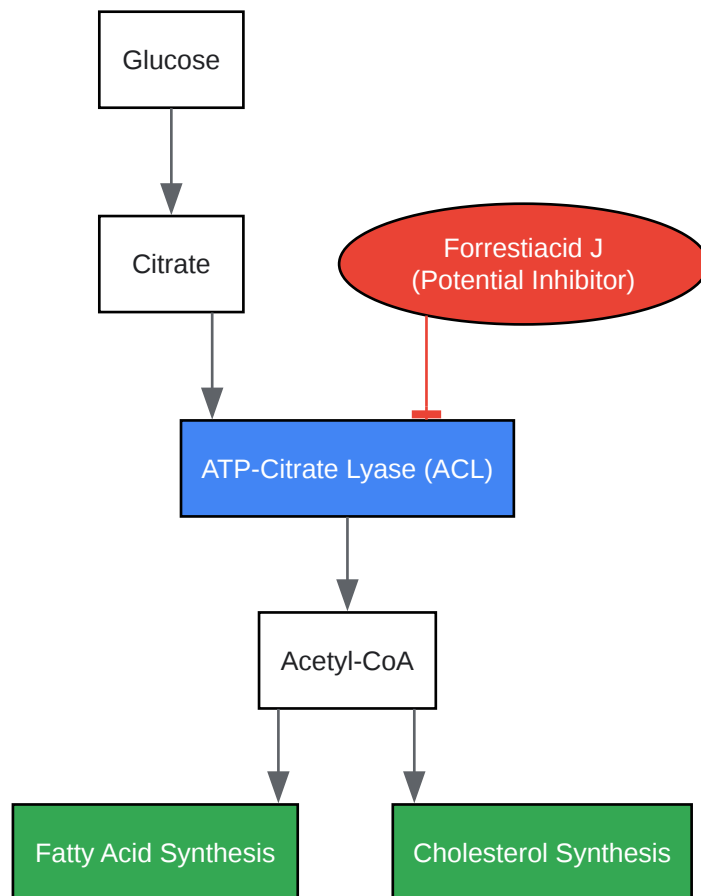 Glucose
Citrate
Forrestiacid J
(Potential Inhibitor)
ATP-Citrate Lyase (ACL)
Acetyl-CoA
Fatty Acid Synthesis
Cholesterol Synthesis